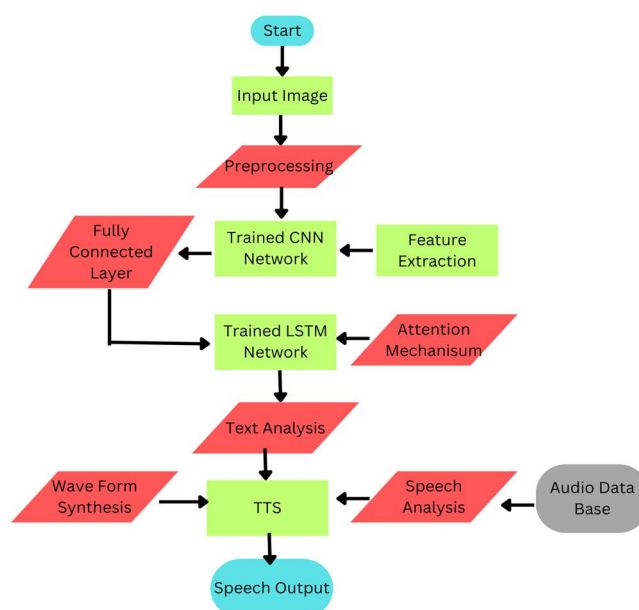 Start
Input Image
Preprocessing
Fully
Connected
Layer
Trained CNN
Network
Feature
Extraction
Trained LSTM
Network
Attention
Mechanisum
Text Analysis
Wave Form
Synthesis
TTS
Speech
Analysis
Audio Data
Base
Speech Output